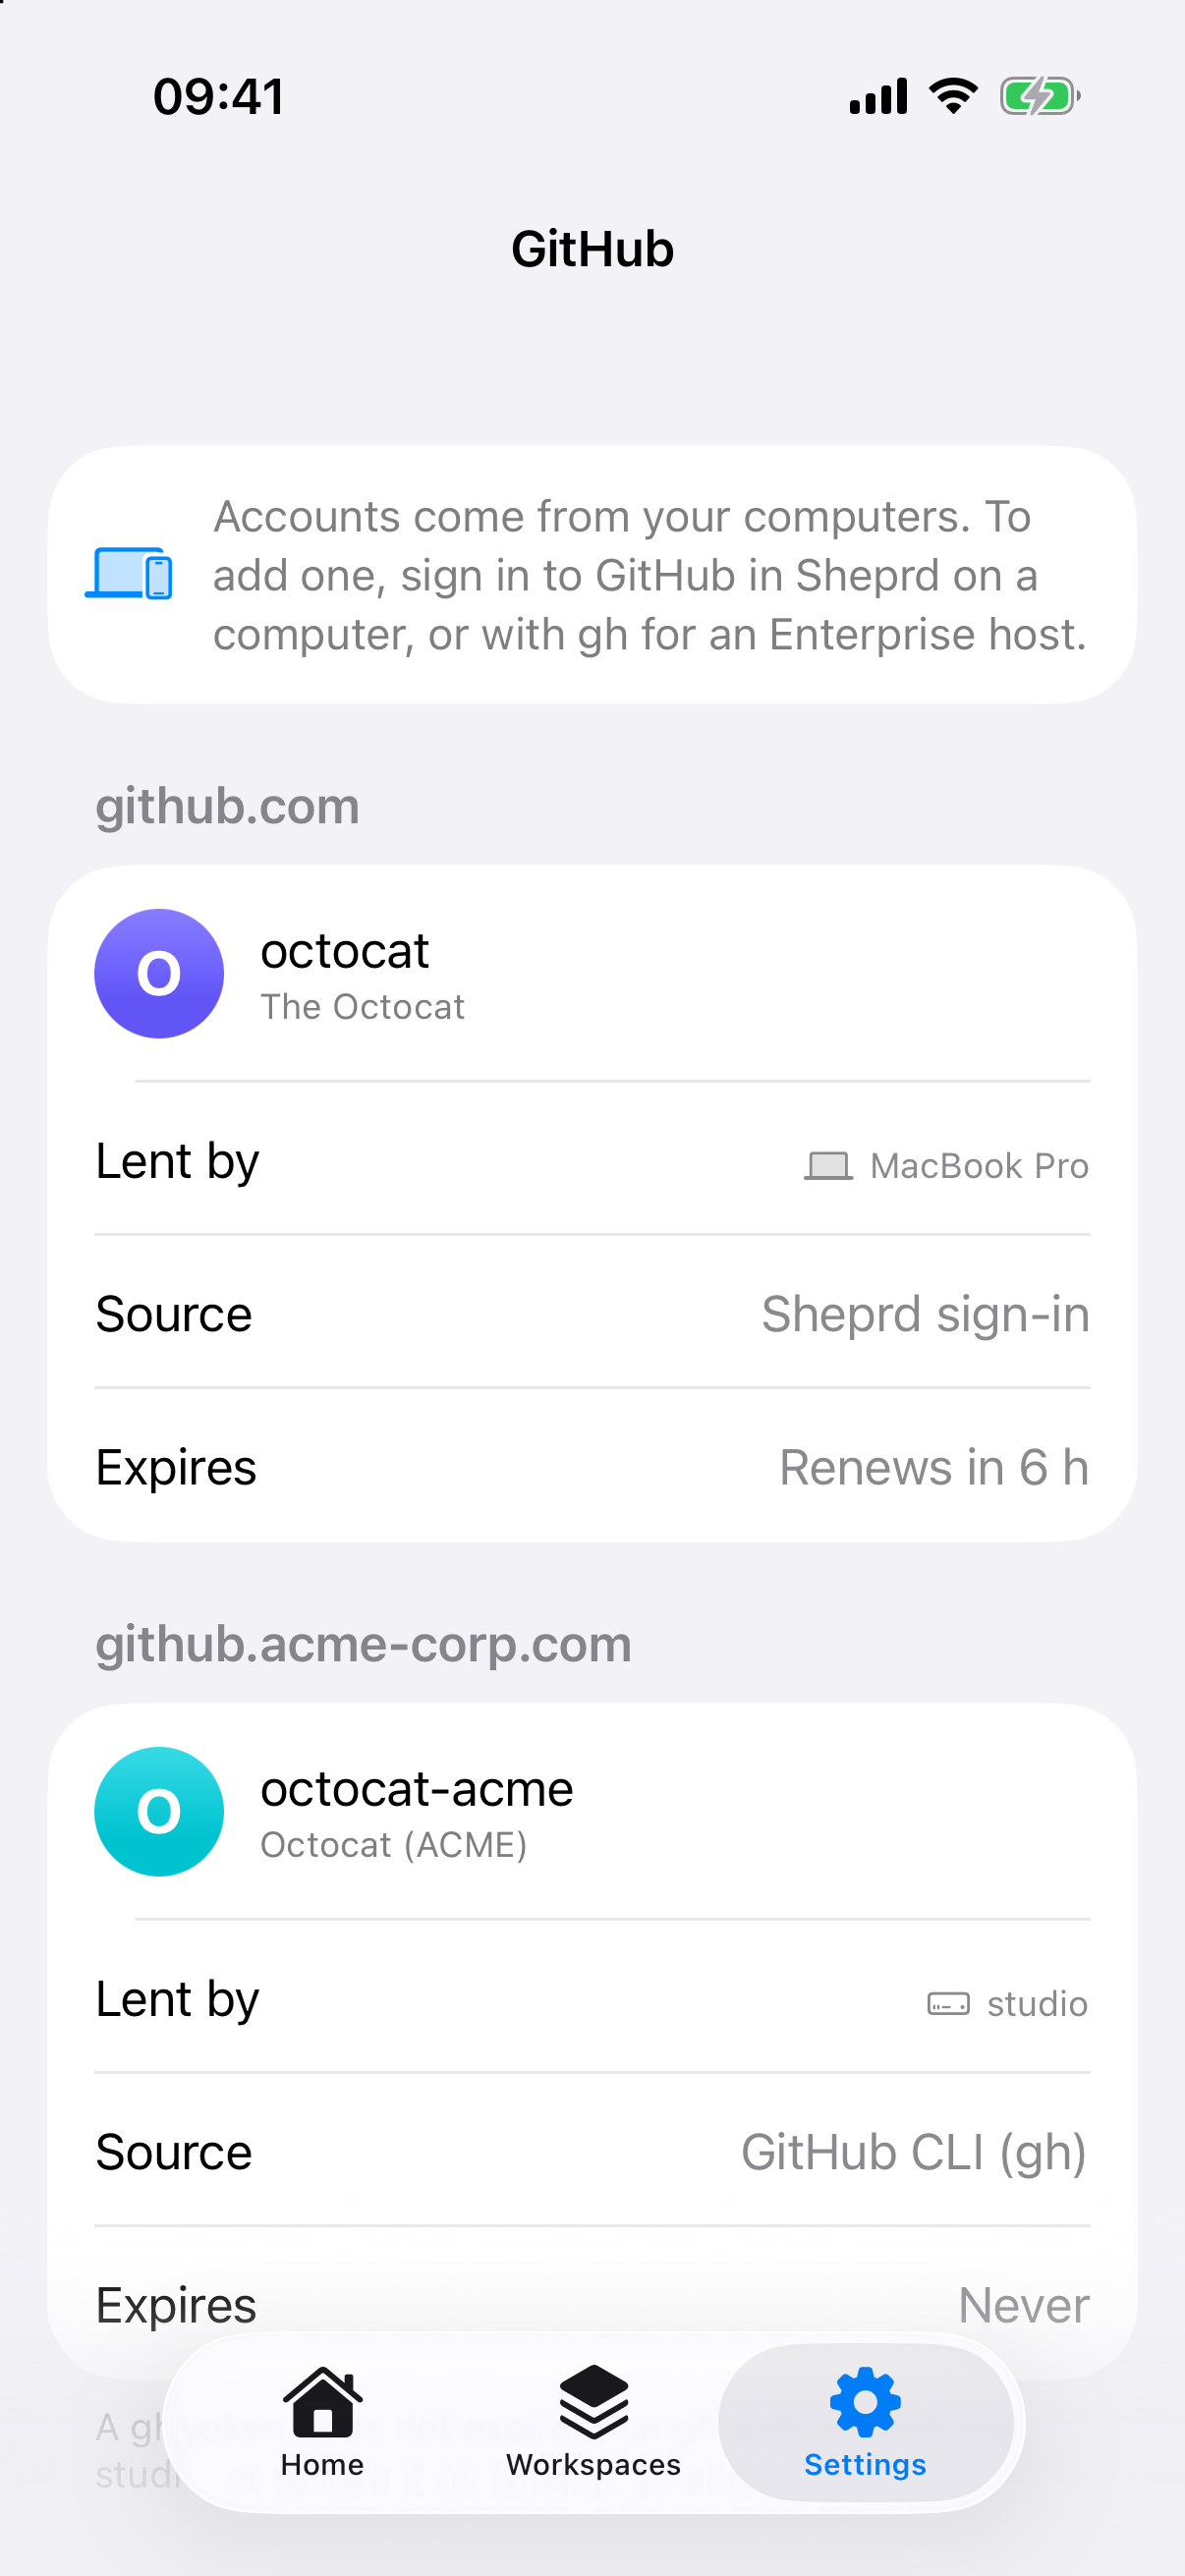 09:41
GitHub
Accounts come from your computers. To
add one, sign in to GitHub in Sheprd on a
computer, or with gh for an Enterprise host.
github.com
O
octocat
The Octocat
Lent by
MacBook Pro
Source
Sheprd sign-in
Expires
Renews in 6 h
github.acme-corp.com
O
octocat-acme
Octocat (ACME)
Lent by
studio
Source
GitHub CLI (gh)
Expires
Never
A gh
Home
Workspaces
Settings